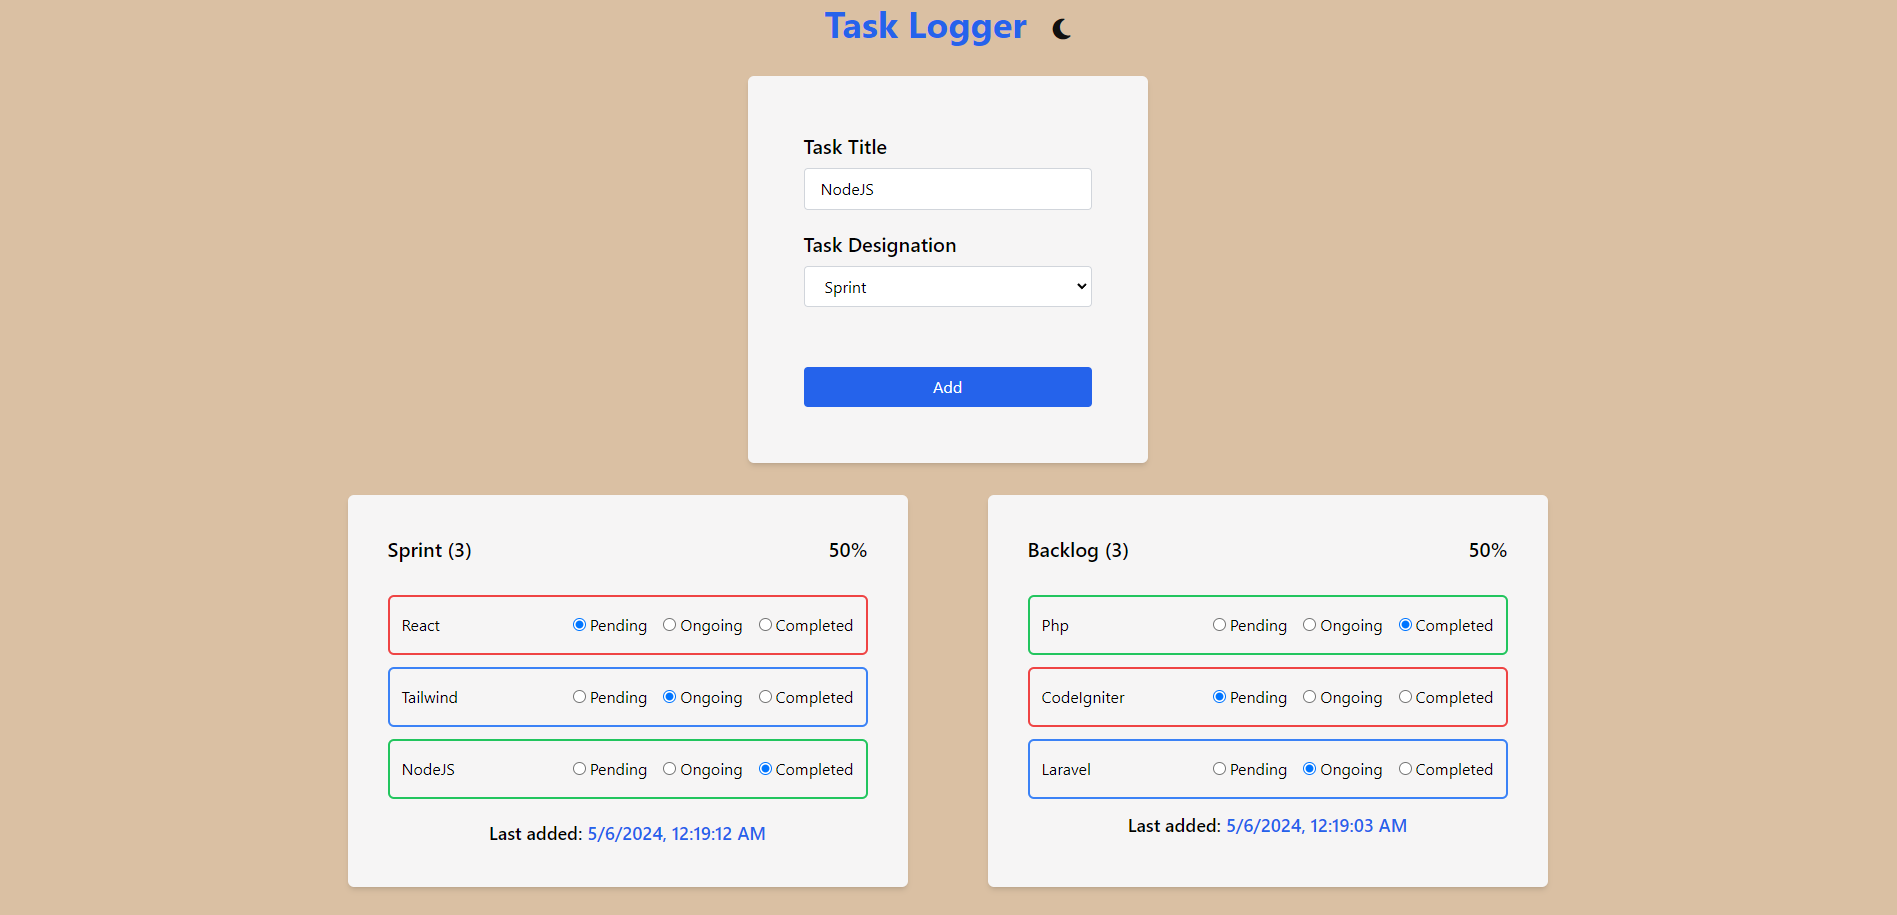 Task Logger
Task Title
NodeJS
Task Designation
Sprint
Add
Sprint (3) 50%
React Pending Ongoing Completed
Tailwind Pending Ongoing Completed
NodeJS Pending Ongoing Completed
Last added: 5/6/2024, 12:19:12 AM
Backlog (3) 50%
Php Pending Ongoing Completed
CodeIgniter Pending Ongoing Completed
Laravel Pending Ongoing Completed
Last added: 5/6/2024, 12:19:03 AM